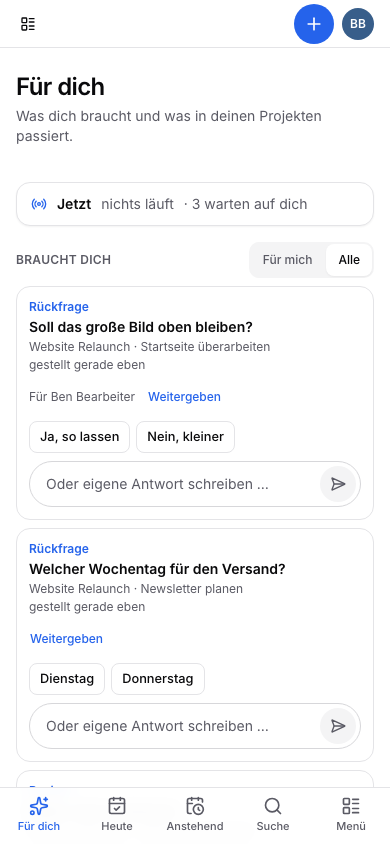 BB
Für dich
Was dich braucht und was in deinen Projekten
passiert.
Jetzt nichts läuft · 3 warten auf dich
BRAUCHT DICH Für mich Alle
Rückfrage
Soll das große Bild oben bleiben?
Website Relaunch · Startseite überarbeiten
gestellt gerade eben
Für Ben Bearbeiter Weitergeben
Ja, so lassen Nein, kleiner
Oder eigene Antwort schreiben ...
Rückfrage
Welcher Wochentag für den Versand?
Website Relaunch · Newsletter planen
gestellt gerade eben
Weitergeben
Dienstag Donnerstag
Oder eigene Antwort schreiben ...
Für dich Heute Anstehend Suche Menü